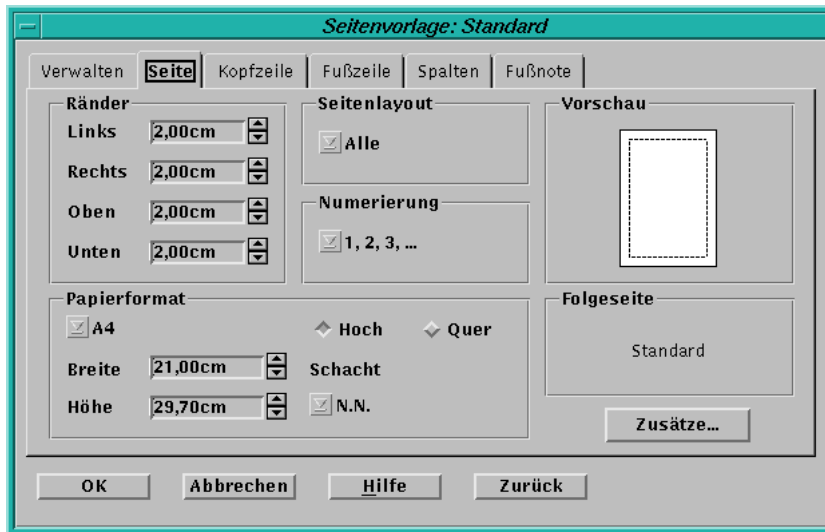 Seitenvorlage: Standard
Verwalten Seite Kopfzeile Fußzeile Spalten Fußnote
Ränder
Links 2,00cm
Rechts 2,00cm
Oben 2,00cm
Unten 2,00cm
Seitenlayout
Alle
Numerierung
1, 2, 3, ...
Vorschau
Papierformat
A4 Hoch Quer
Breite 21,00cm Schacht
Höhe 29,70cm N.N.
Folgeseite
Standard
Zusätze...
OK Abbrechen Hilfe Zurück